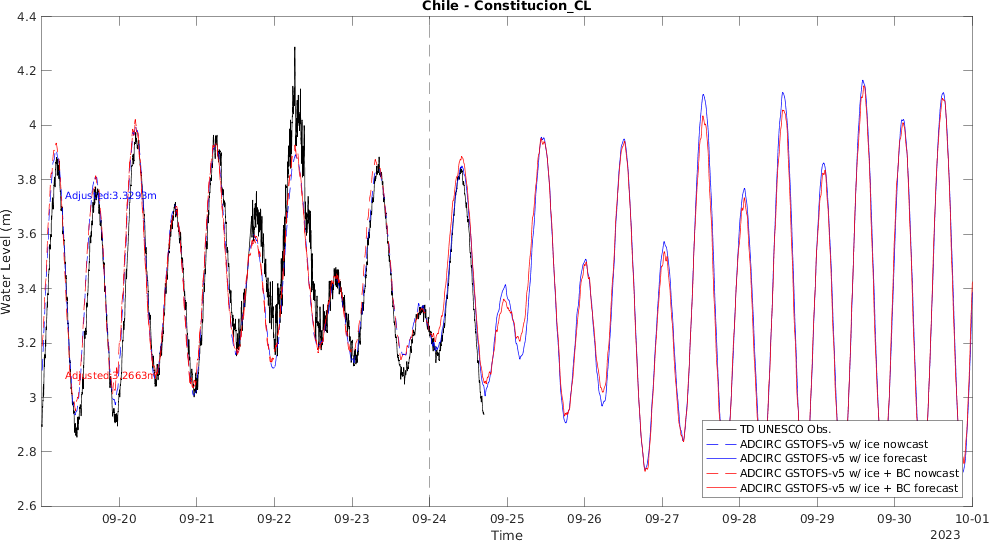 Chile - Constitucion_CL
4.4
4.2
4
3.8
3.6
3.4
3.2
3
2.8
2.6
Water Level (m)
Adjusted:3.3293m
Adjusted:3.2663m
TD UNESCO Obs.
ADCIRC GSTOFS-v5 w/ ice nowcast
ADCIRC GSTOFS-v5 w/ ice forecast
ADCIRC GSTOFS-v5 w/ ice + BC nowcast
ADCIRC GSTOFS-v5 w/ ice + BC forecast
09-20 09-21 09-22 09-23 09-24 09-25 09-26 09-27 09-28 09-29 09-30 10-01
Time
2023